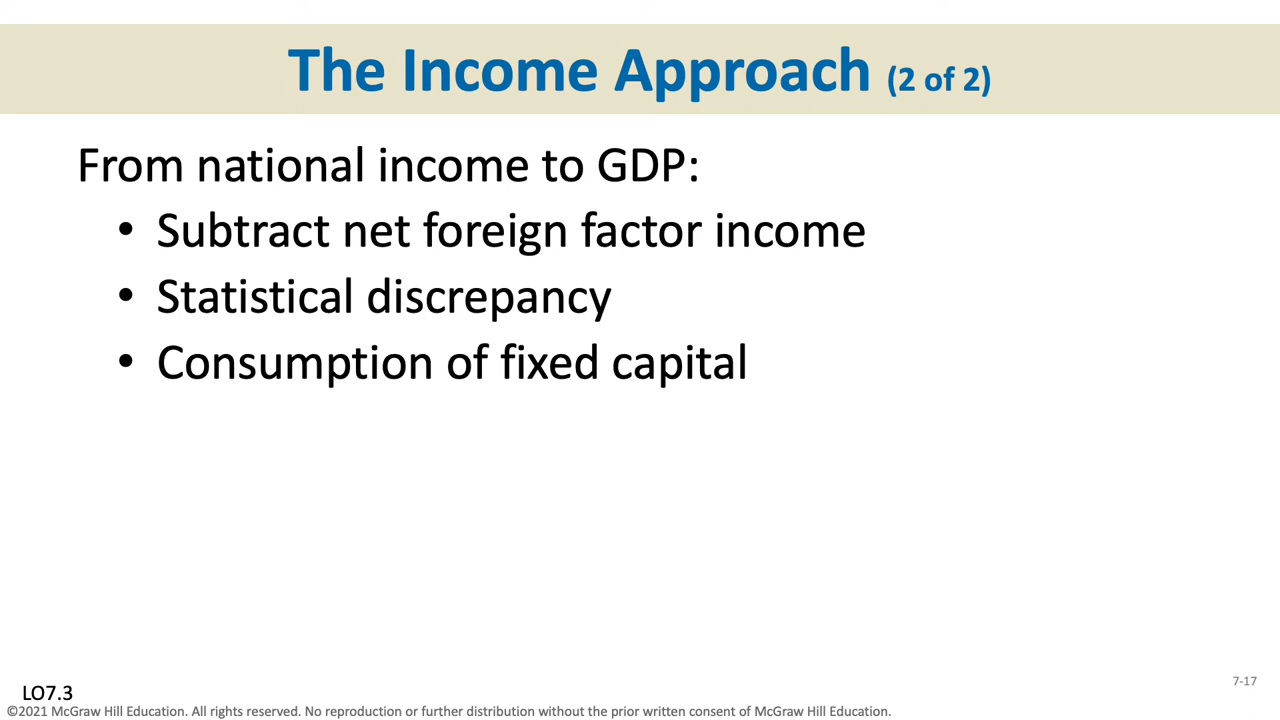 The Income Approach (2 of 2)
From national income to GDP:
• Subtract net foreign factor income
• Statistical discrepancy
• Consumption of fixed capital
7-17
LO7.3
©2021 McGraw Hill Education. All rights reserved. No reproduction or further distribution without the prior written consent of McGraw Hill Education.